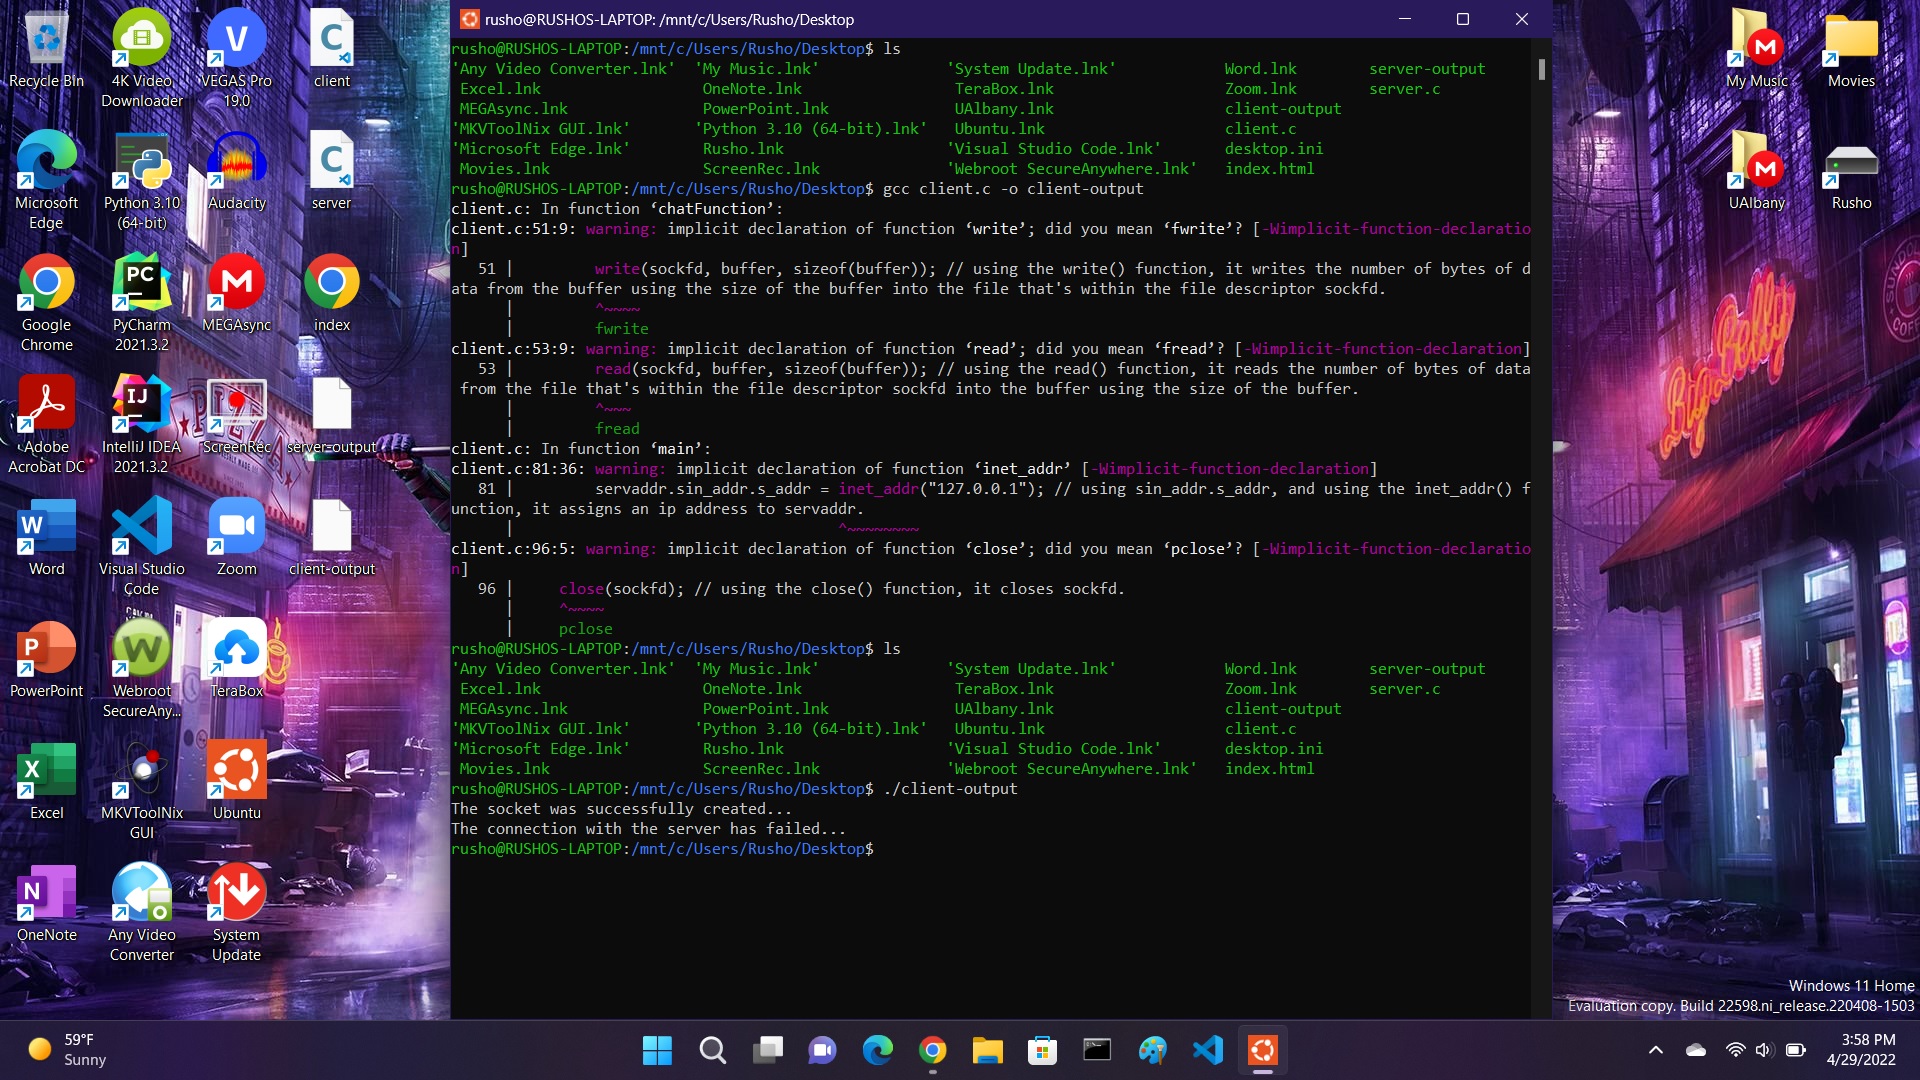 Recycle Bin
4K Video
Downloader
VEGAS Pro
19.0
client
Microsoft
Edge
Python 3.10
(64-bit)
Audacity
server
Google
Chrome
PyCharm
2021.3.2
MEGAsync
index
Adobe
Acrobat DC
IntelliJ IDEA
2021.3.2
ScreenRec
server-output
Word
Visual Studio
Code
Zoom
client-output
PowerPoint
Webroot
SecureAny...
TeraBox
Excel
MKVToolNix
GUI
Ubuntu
OneNote
Any Video
Converter
System
Update
rusho@RUSHOS-LAPTOP: /mnt/c/Users/Rusho/Desktop
rusho@RUSHOS-LAPTOP:/mnt/c/Users/Rusho/Desktop$ ls
'Any Video Converter.lnk' 'My Music.lnk' 'System Update.lnk' Word.lnk server-output
Excel.lnk OneNote.lnk TeraBox.lnk Zoom.lnk server.c
MEGAsync.lnk PowerPoint.lnk UAlbany.lnk client-output
'MKVToolNix GUI.lnk' 'Python 3.10 (64-bit).lnk' Ubuntu.lnk client.c
'Microsoft Edge.lnk' Rusho.lnk 'Visual Studio Code.lnk' desktop.ini
Movies.lnk ScreenRec.lnk 'Webroot SecureAnywhere.lnk' index.html
rusho@RUSHOS-LAPTOP:/mnt/c/Users/Rusho/Desktop$ gcc client.c -o client-output
client.c: In function ‘chatFunction’:
client.c:51:9: warning: implicit declaration of function ‘write’; did you mean ‘fwrite’? [-Wimplicit-function-declaratio
n]
51 | write(sockfd, buffer, sizeof(buffer)); // using the write() function, it writes the number of bytes of d
ata from the buffer using the size of the buffer into the file that's within the file descriptor sockfd.
| ^~~~~
| fwrite
client.c:53:9: warning: implicit declaration of function ‘read’; did you mean ‘fread’? [-Wimplicit-function-declaration]
53 | read(sockfd, buffer, sizeof(buffer)); // using the read() function, it reads the number of bytes of data
from the file that's within the file descriptor sockfd into the buffer using the size of the buffer.
| ^~~~
| fread
client.c: In function ‘main’:
client.c:81:36: warning: implicit declaration of function ‘inet_addr’ [-Wimplicit-function-declaration]
81 | servaddr.sin_addr.s_addr = inet_addr("127.0.0.1"); // using sin_addr.s_addr, and using the inet_addr() f
unction, it assigns an ip address to servaddr.
| ^~~~~~~~~
client.c:96:5: warning: implicit declaration of function ‘close’; did you mean ‘pclose’? [-Wimplicit-function-declaratio
n]
96 | close(sockfd); // using the close() function, it closes sockfd.
| ^~~~~
| pclose
rusho@RUSHOS-LAPTOP:/mnt/c/Users/Rusho/Desktop$ ls
'Any Video Converter.lnk' 'My Music.lnk' 'System Update.lnk' Word.lnk server-output
Excel.lnk OneNote.lnk TeraBox.lnk Zoom.lnk server.c
MEGAsync.lnk PowerPoint.lnk UAlbany.lnk client-output
'MKVToolNix GUI.lnk' 'Python 3.10 (64-bit).lnk' Ubuntu.lnk client.c
'Microsoft Edge.lnk' Rusho.lnk 'Visual Studio Code.lnk' desktop.ini
Movies.lnk ScreenRec.lnk 'Webroot SecureAnywhere.lnk' index.html
rusho@RUSHOS-LAPTOP:/mnt/c/Users/Rusho/Desktop$ ./client-output
The socket was successfully created...
The connection with the server has failed...
rusho@RUSHOS-LAPTOP:/mnt/c/Users/Rusho/Desktop$
My Music
Movies
UAlbany
Rusho
Windows 11 Home
Evaluation copy. Build 22598.ni_release.220408-1503
59°F
Sunny
3:58 PM
4/29/2022